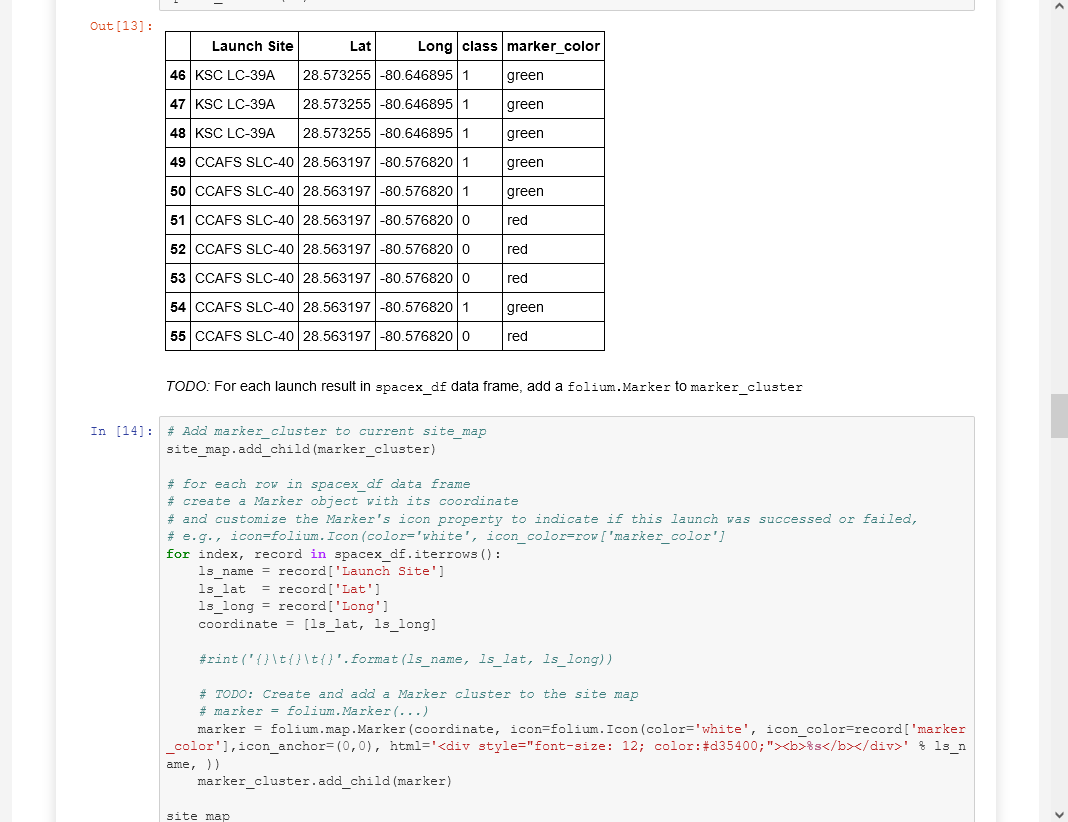 Out[13]:
Launch Site Lat Long class marker_color
46 KSC LC-39A 28.573255 -80.646895 1 green
47 KSC LC-39A 28.573255 -80.646895 1 green
48 KSC LC-39A 28.573255 -80.646895 1 green
49 CCAFS SLC-40 28.563197 -80.576820 1 green
50 CCAFS SLC-40 28.563197 -80.576820 1 green
51 CCAFS SLC-40 28.563197 -80.576820 0 red
52 CCAFS SLC-40 28.563197 -80.576820 0 red
53 CCAFS SLC-40 28.563197 -80.576820 0 red
54 CCAFS SLC-40 28.563197 -80.576820 1 green
55 CCAFS SLC-40 28.563197 -80.576820 0 red
TODO: For each launch result in spacex_df data frame, add a folium.Marker to marker_cluster
In [14]:
# Add marker_cluster to current site_map
site_map.add_child(marker_cluster)
# for each row in spacex_df data frame
# create a Marker object with its coordinate
# and customize the Marker's icon property to indicate if this launch was successed or failed,
# e.g., icon=folium.Icon(color='white', icon_color=row['marker_color']
for index, record in spacex_df.iterrows():
    ls_name = record['Launch Site']
    ls_lat  = record['Lat']
    ls_long = record['Long']
    coordinate = [ls_lat, ls_long]
    #rint('{}\t{}\t{}'.format(ls_name, ls_lat, ls_long))
    # TODO: Create and add a Marker cluster to the site map
    # marker = folium.Marker(...)
    marker = folium.map.Marker(coordinate, icon=folium.Icon(color='white', icon_color=record['marker
_color'],icon_anchor=(0,0), html='<div style="font-size: 12; color:#d35400;"><b>%s</b></div>' % ls_n
ame, ))
    marker_cluster.add_child(marker)
site_map